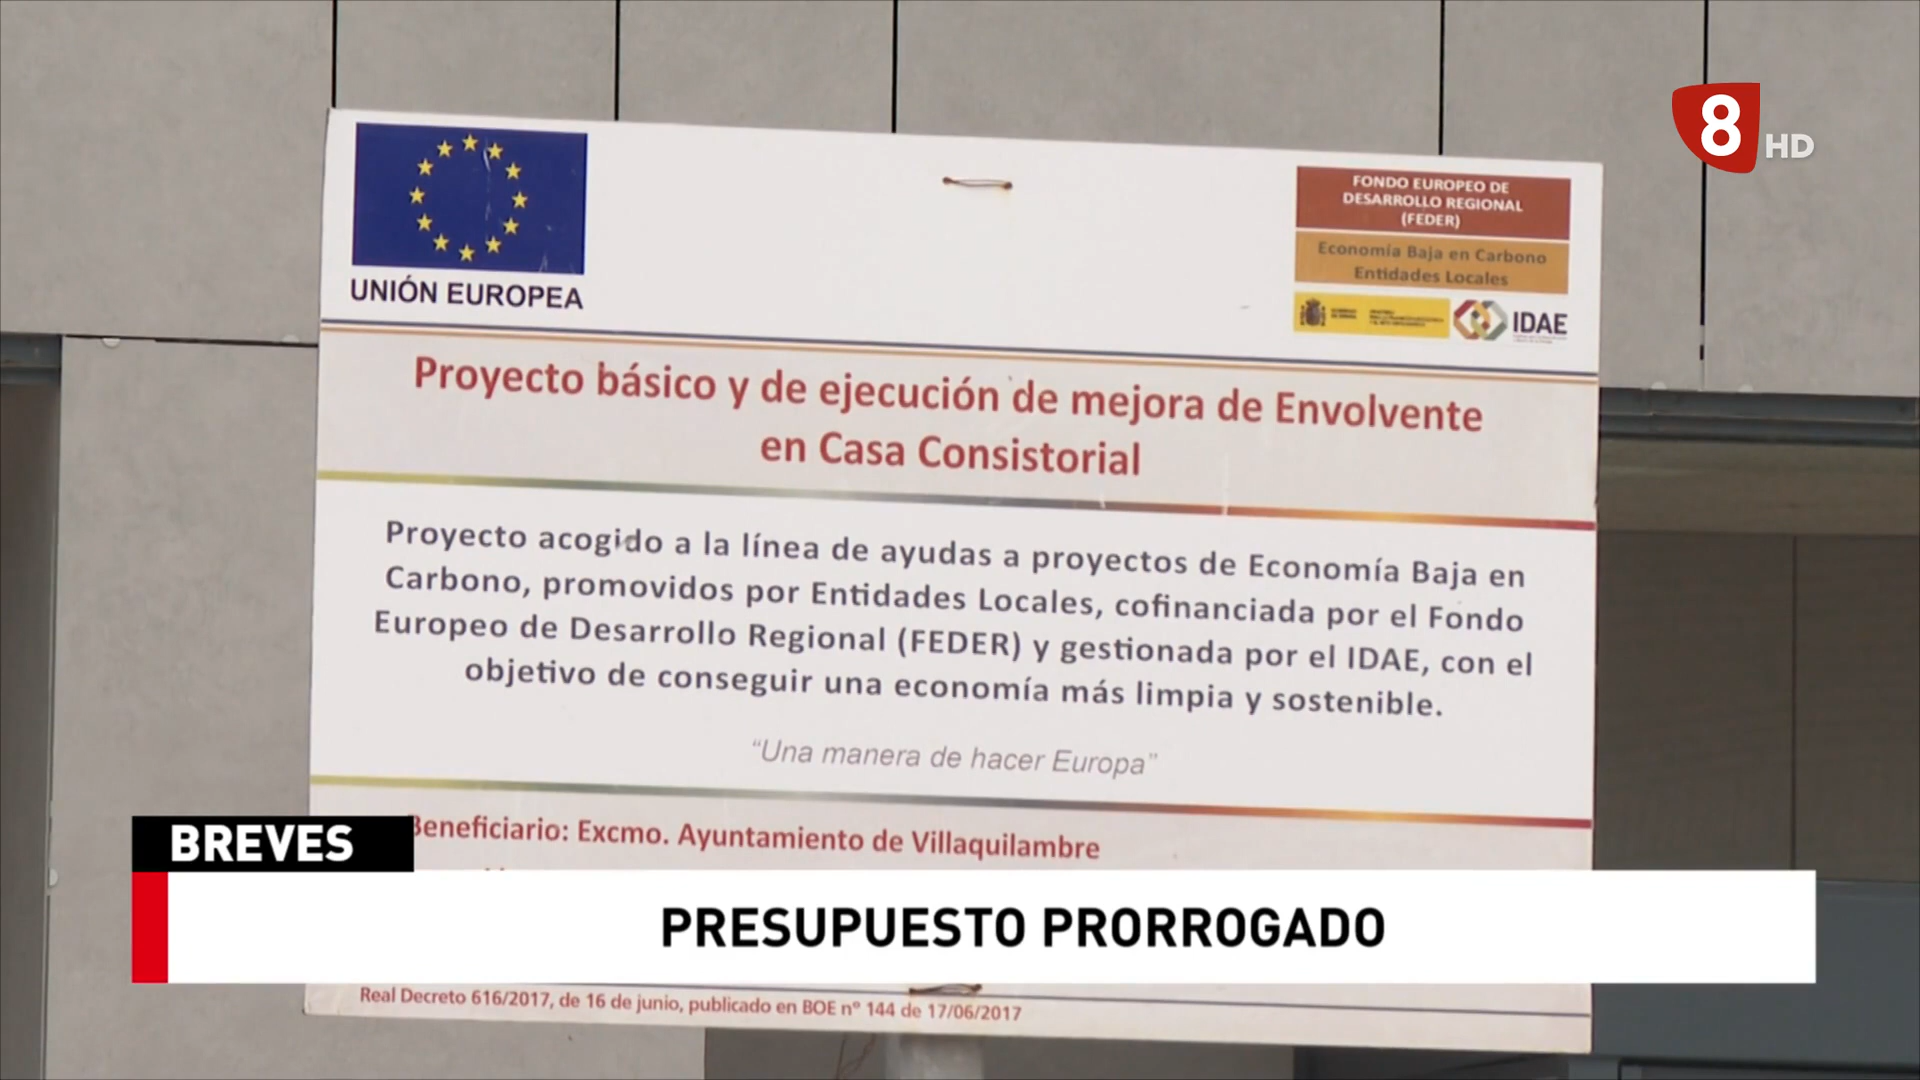 8 HD
UNIÓN EUROPEA
FONDO EUROPEO DE
DESARROLLO REGIONAL
(FEDER)
Economía Baja en Carbono
Entidades Locales
IDAE
Proyecto básico y de ejecución de mejora de Envolvente
en Casa Consistorial
Proyecto acogido a la línea de ayudas a proyectos de Economía Baja en
Carbono, promovidos por Entidades Locales, cofinanciada por el Fondo
Europeo de Desarrollo Regional (FEDER) y gestionada por el IDAE, con el
objetivo de conseguir una economía más limpia y sostenible.
“Una manera de hacer Europa”
Beneficiario: Excmo. Ayuntamiento de Villaquilambre
BREVES
PRESUPUESTO PRORROGADO
Real Decreto 616/2017, de 16 de junio, publicado en BOE nº 144 de 17/06/2017